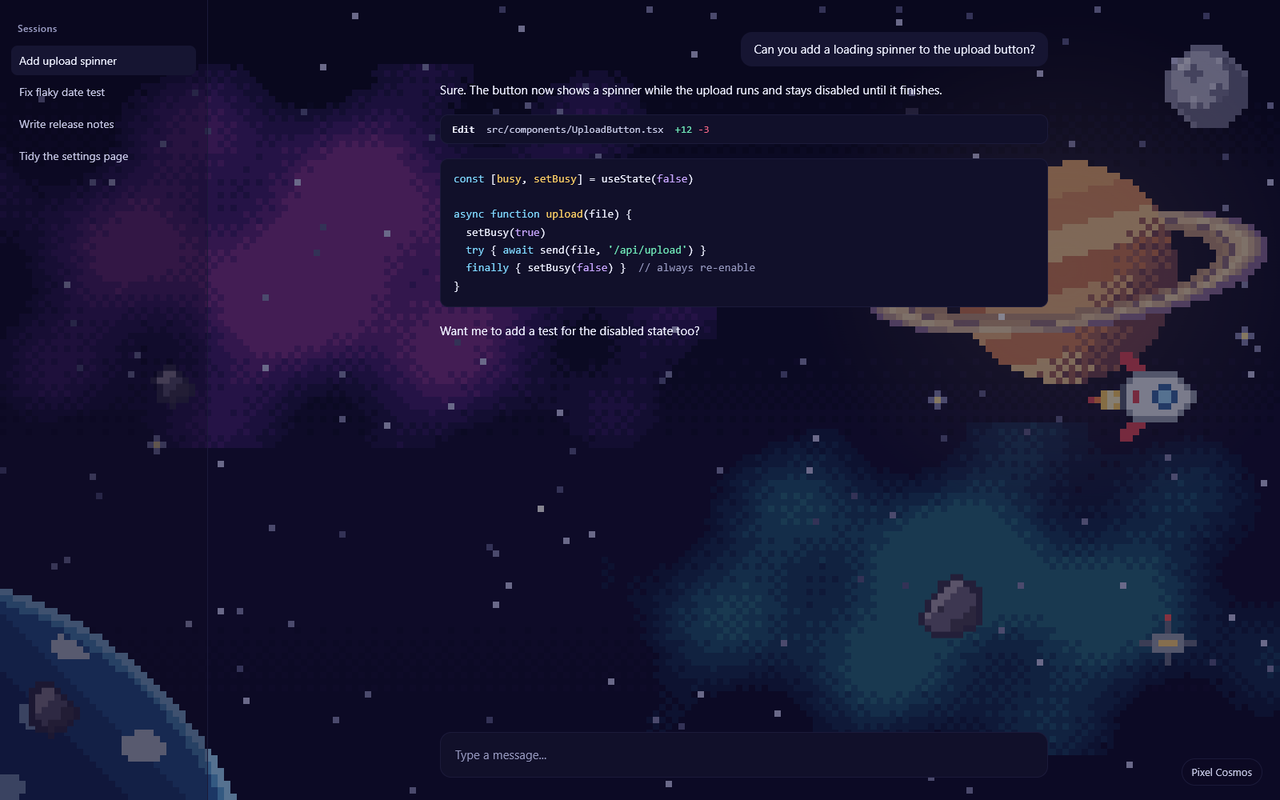 Sessions
Add upload spinner
Fix flaky date test
Write release notes
Tidy the settings page
Can you add a loading spinner to the upload button?
Sure. The button now shows a spinner while the upload runs and stays disabled until it finishes.
Edit src/components/UploadButton.tsx +12 -3
const [busy, setBusy] = useState(false)
async function upload(file) {
  setBusy(true)
  try { await send(file, '/api/upload') }
  finally { setBusy(false) }  // always re-enable
}
Want me to add a test for the disabled state too?
Type a message...
Pixel Cosmos